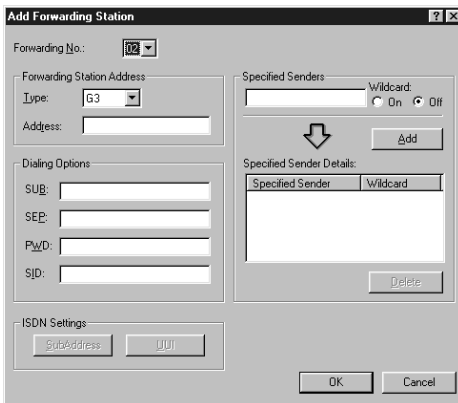 Add Forwarding Station
Forwarding No.: 02
Forwarding Station Address
Type: G3
Address:
Dialing Options
SUB:
SEP:
PWD:
SID:
ISDN Settings
SubAddress UUI
Specified Senders
Wildcard:
On Off
Add
Specified Sender Details:
Specified Sender Wildcard
Delete
OK Cancel